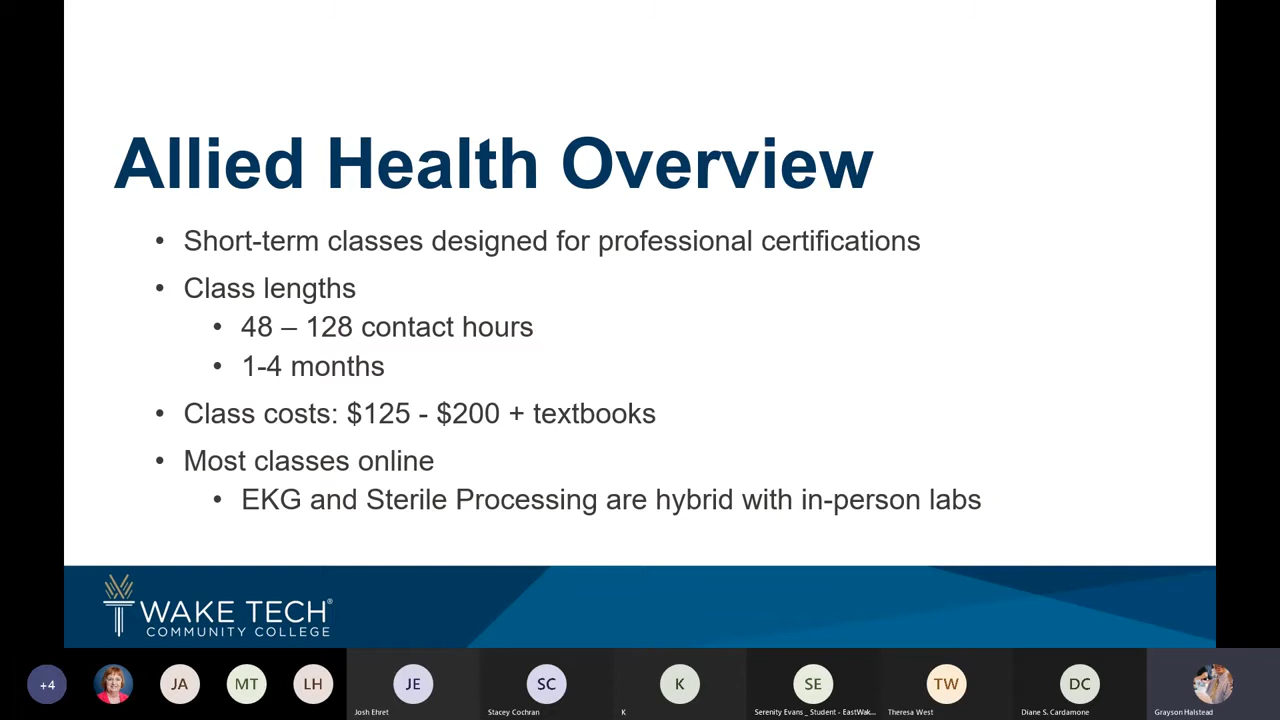 Allied Health Overview
• Short-term classes designed for professional certifications
• Class lengths
• 48 – 128 contact hours
• 1-4 months
• Class costs: $125 - $200 + textbooks
• Most classes online
• EKG and Sterile Processing are hybrid with in-person labs
WAKE TECH®
COMMUNITY COLLEGE
+4 JA MT LH JE SC K SE TW DC
Josh Ehret Stacey Cochran K Serenity Evans _ Student - EastWak... Theresa West Diane S. Cardamone Grayson Halstead